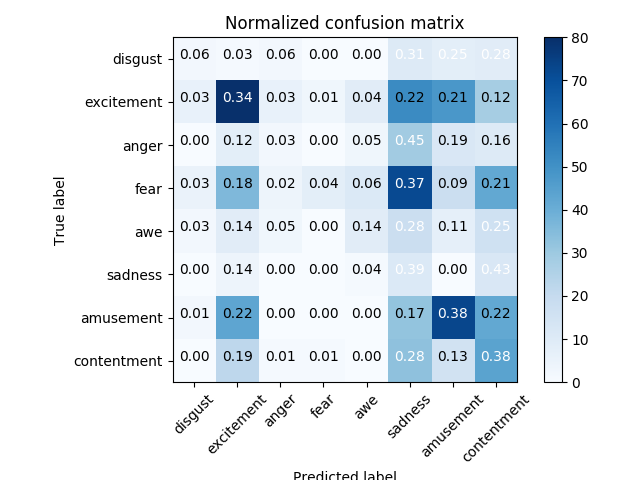 Normalized confusion matrix
True label
disgust 0.06 0.03 0.06 0.00 0.00 0.31 0.25 0.28
excitement 0.03 0.34 0.03 0.01 0.04 0.22 0.21 0.12
anger 0.00 0.12 0.03 0.00 0.05 0.45 0.19 0.16
fear 0.03 0.18 0.02 0.04 0.06 0.37 0.09 0.21
awe 0.03 0.14 0.05 0.00 0.14 0.28 0.11 0.25
sadness 0.00 0.14 0.00 0.00 0.04 0.39 0.00 0.43
amusement 0.01 0.22 0.00 0.00 0.00 0.17 0.38 0.22
contentment 0.00 0.19 0.01 0.01 0.00 0.28 0.13 0.38
disgust excitement anger fear awe sadness amusement contentment
Predicted label
80
70
60
50
40
30
20
10
0